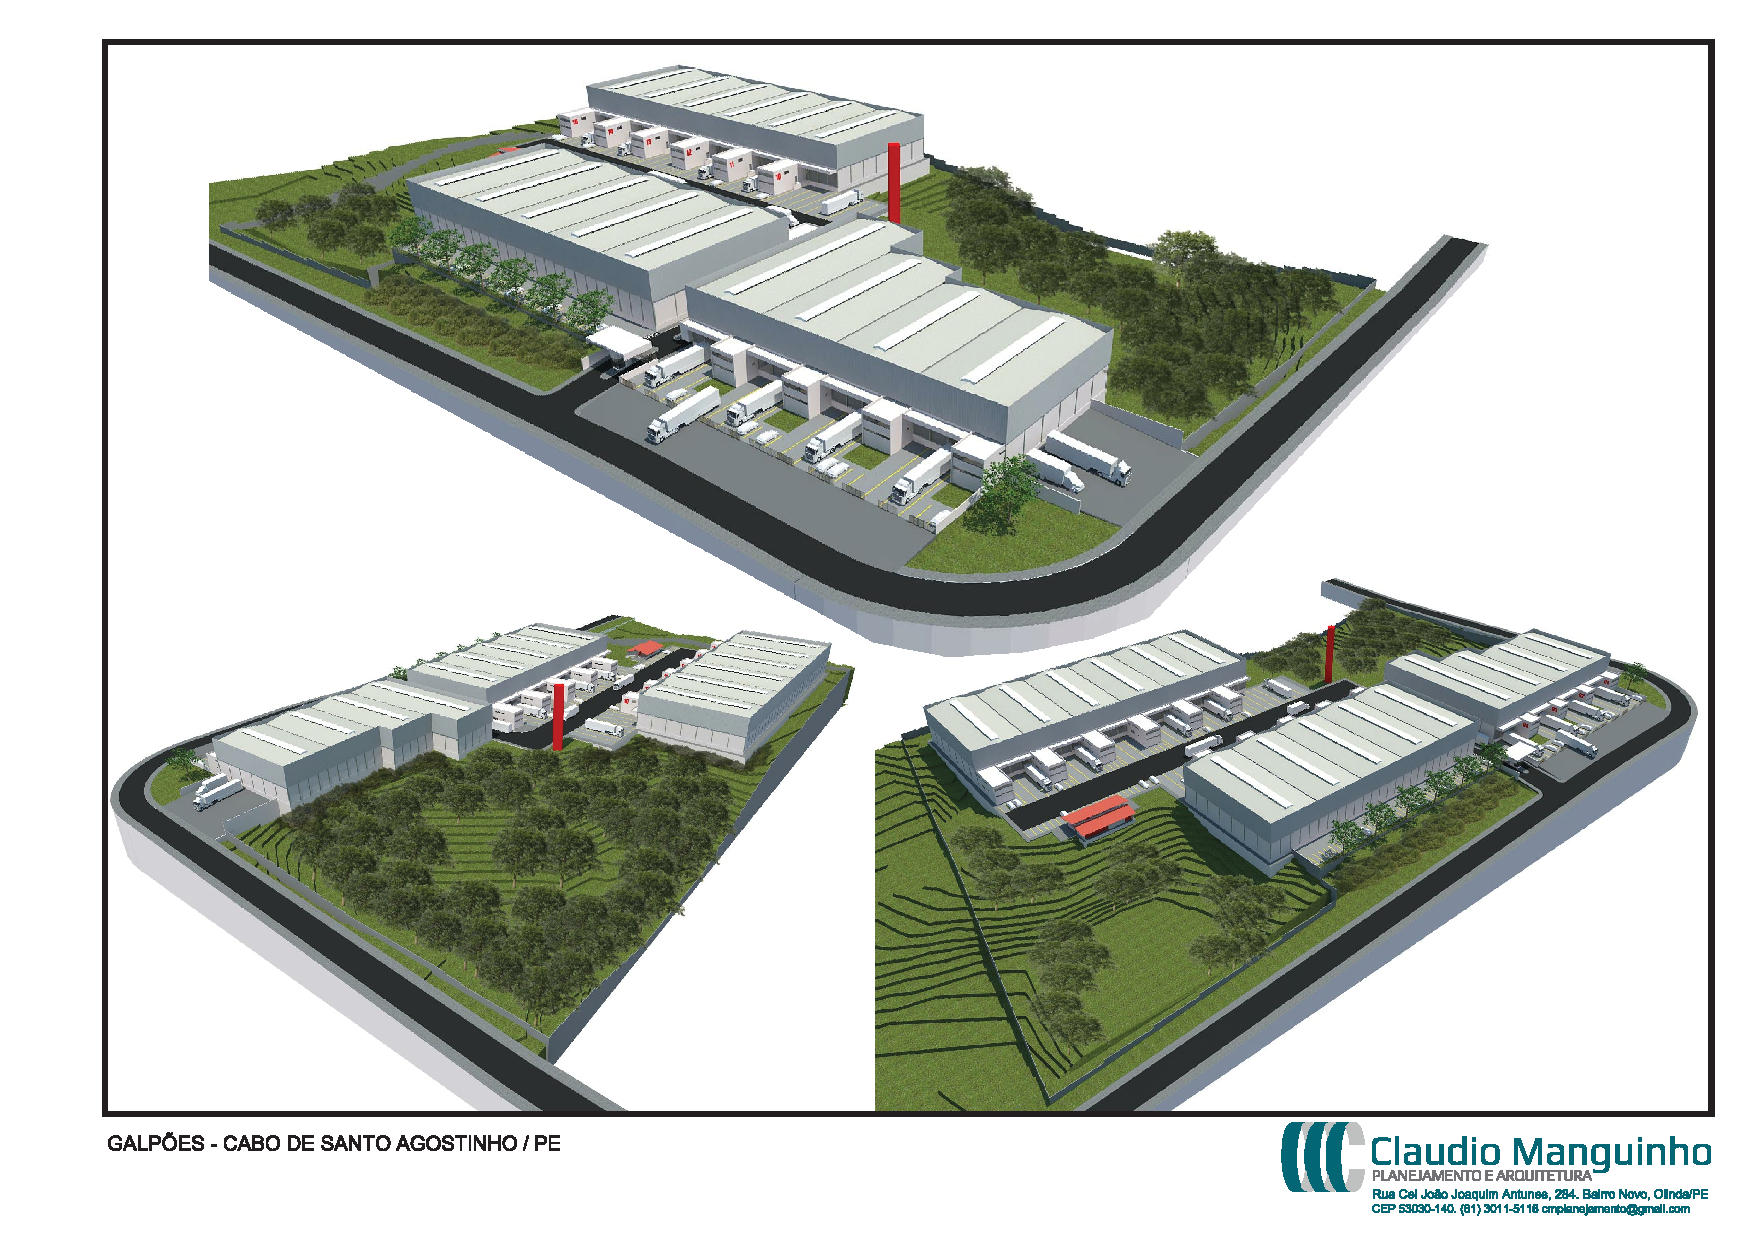 GALPÕES - CABO DE SANTO AGOSTINHO / PE
Claudio Manguinho
PLANEJAMENTO E ARQUITETURA
Rua Cel João Joaquim Antunes, 284. Bairro Novo, Olinda/PE
CEP 53030-140. (81) 3011-5116 cmplanejamento@gmail.com